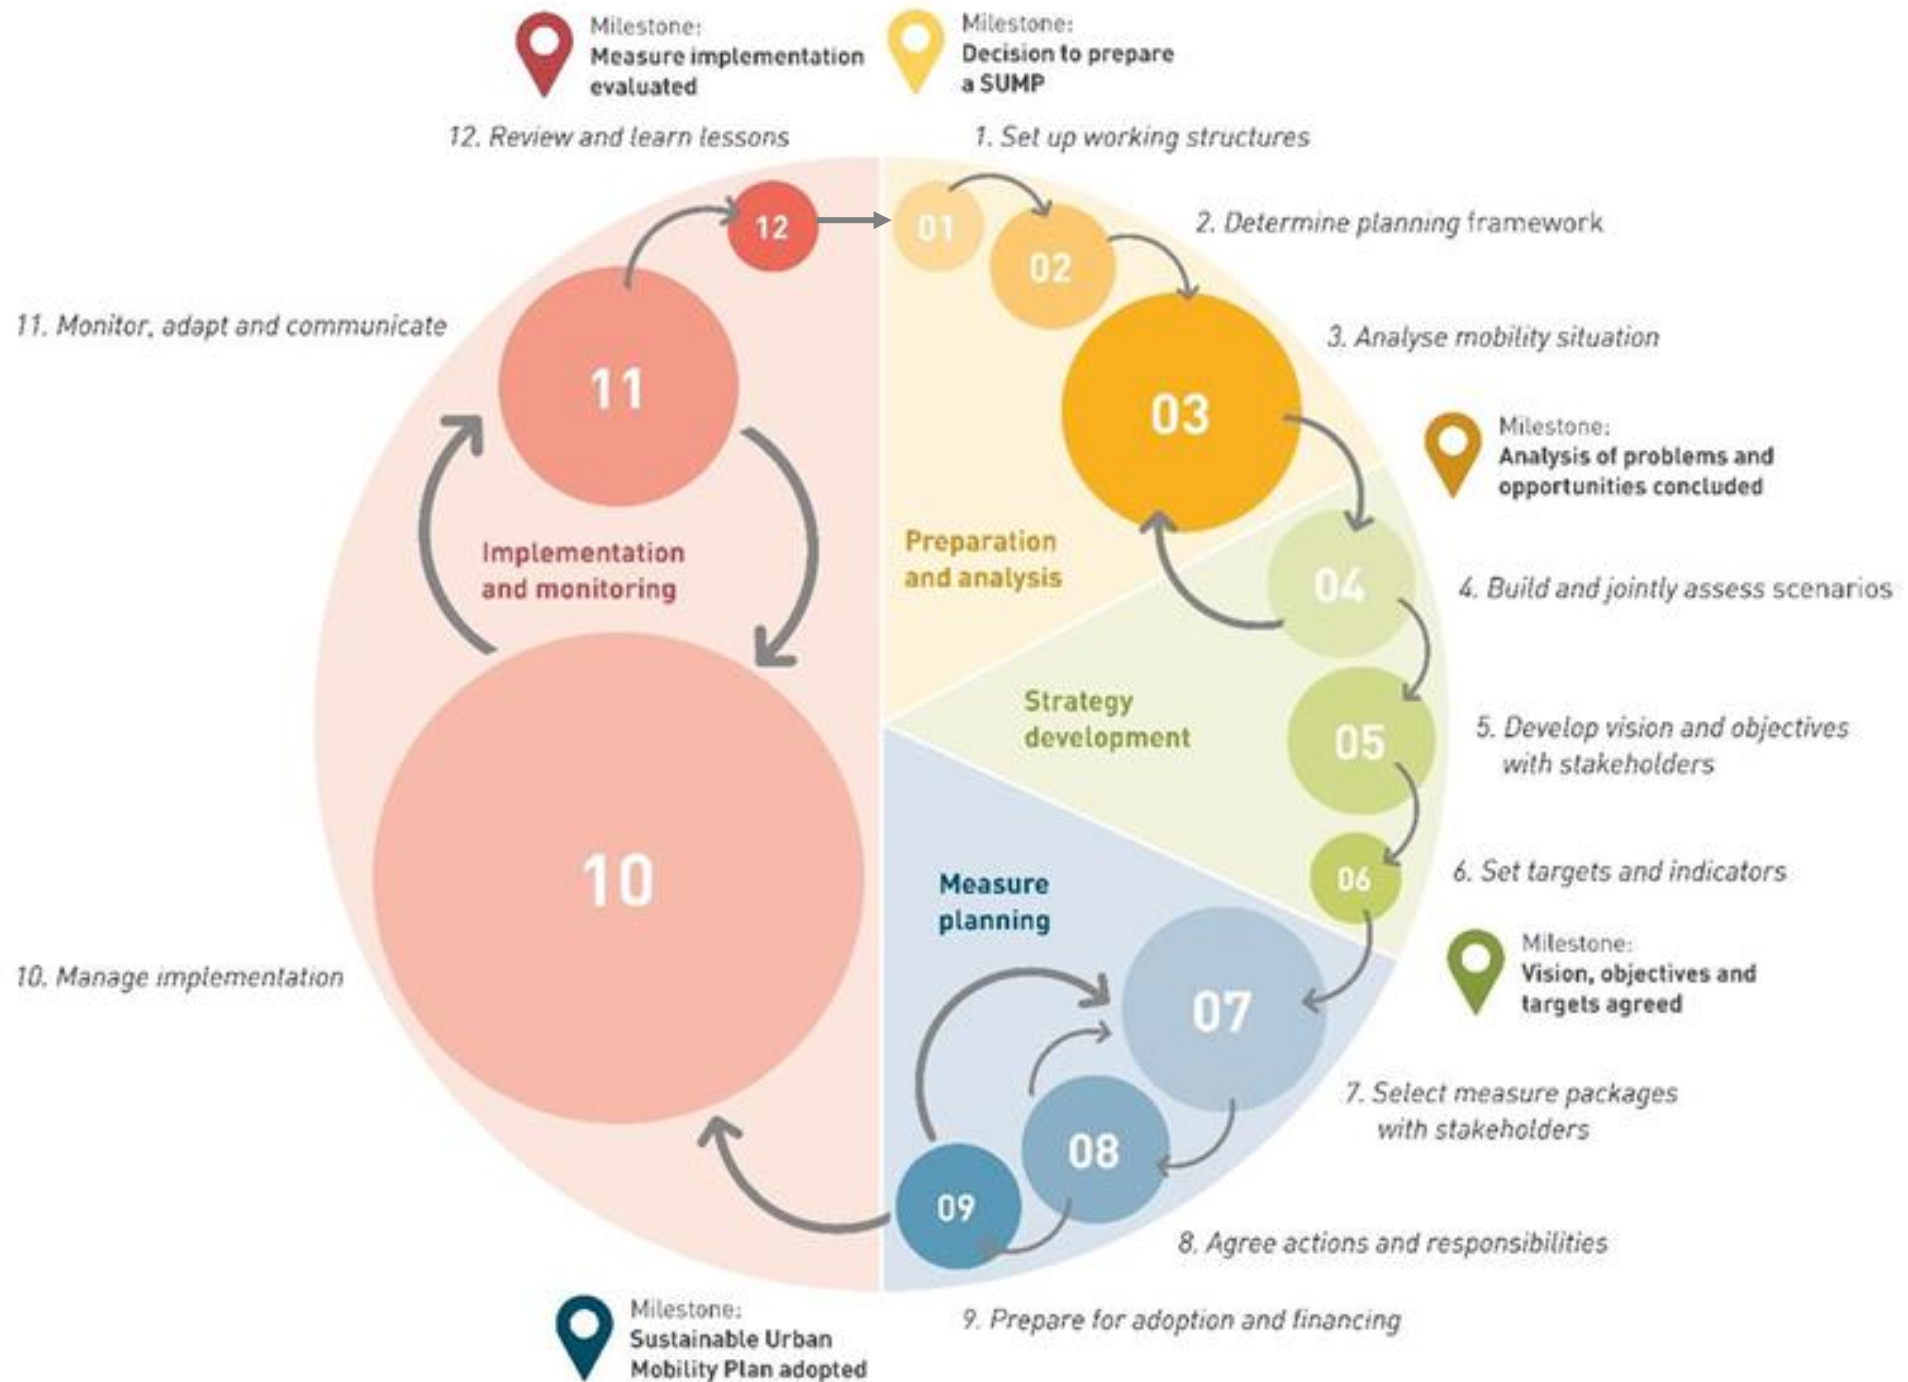 Milestone:
Measure implementation
evaluated
Milestone:
Decision to prepare
a SUMP
12. Review and learn lessons
1. Set up working structures
12
01
2. Determine planning framework
02
11. Monitor, adapt and communicate
3. Analyse mobility situation
11
03
Milestone:
Analysis of problems and
opportunities concluded
Implementation
and monitoring
Preparation
and analysis
04
4. Build and jointly assess scenarios
Strategy
development
05
5. Develop vision and objectives
with stakeholders
10
Measure
planning
06
6. Set targets and indicators
Milestone:
Vision, objectives and
targets agreed
10. Manage implementation
07
7. Select measure packages
with stakeholders
08
09
8. Agree actions and responsibilities
9. Prepare for adoption and financing
Milestone:
Sustainable Urban
Mobility Plan adopted